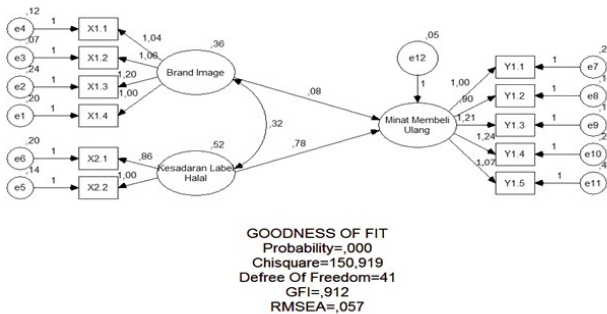 ,12
e4 1 X1.1
,07
e3 1 X1.2
,24
e2 1 X1.3
,20
e1 1 X1.4
1,04
1,06
1,20
1,00
,36
Brand Image
,20
e6 1 X2.1
,14
e5 1 X2.2
,86
1,00
,52
Kesadaran Label
Halal
,32
,08
,78
,05
e12
1
Minat Membeli
Ulang
1,00
,90
1,21
1,24
1,07
Y1.1 1 e7
Y1.2 1 e8
Y1.3 1 e9
Y1.4 1 e10
Y1.5 1 e11
GOODNESS OF FIT
Probability=,000
Chisquare=150,919
Defree Of Freedom=41
GFI=,912
RMSEA=,057